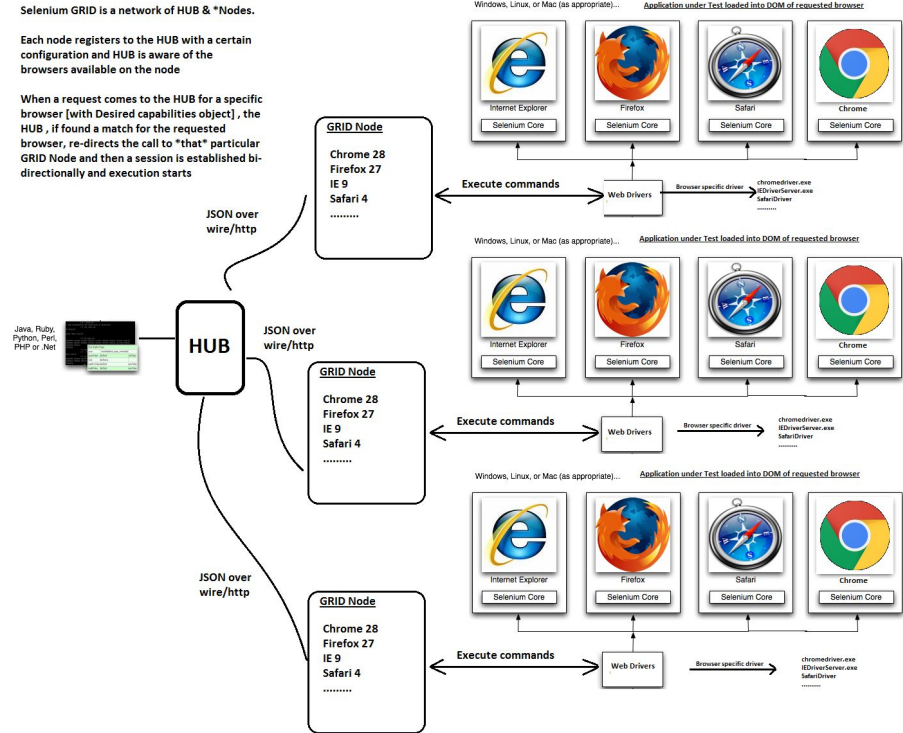 Selenium GRID is a network of HUB & *Nodes.
Each node registers to the HUB with a certain
configuration and HUB is aware of the
browsers available on the node
When a request comes to the HUB for a specific
browser [with Desired capabilities object] , the
HUB , if found a match for the requested
browser, re-directs the call to *that* particular
GRID Node and then a session is established bi-
directionally and execution starts
Windows, Linux, or Mac (as appropriate)...
Application under Test loaded into DOM of requested browser
Internet Explorer
Firefox
Safari
Chrome
Selenium Core
Selenium Core
Selenium Core
Selenium Core
GRID Node
Chrome 28
Firefox 27
IE 9
Safari 4
.........
Execute commands
Web Drivers
Browser specific driver
chromedriver.exe
IEDriverServer.exe
SafariDriver
.........
JSON over
wire/http
Java, Ruby,
Python, Perl,
PHP or .Net
HUB
JSON over
wire/http
Windows, Linux, or Mac (as appropriate)...
Application under Test loaded into DOM of requested browser
Internet Explorer
Firefox
Safari
Chrome
Selenium Core
Selenium Core
Selenium Core
Selenium Core
GRID Node
Chrome 28
Firefox 27
IE 9
Safari 4
.........
Execute commands
Web Drivers
Browser specific driver
chromedriver.exe
IEDriverServer.exe
SafariDriver
.........
Windows, Linux, or Mac (as appropriate)...
Application under Test loaded into DOM of requested browser
Internet Explorer
Firefox
Safari
Chrome
Selenium Core
Selenium Core
Selenium Core
Selenium Core
JSON over
wire/http
GRID Node
Chrome 28
Firefox 27
IE 9
Safari 4
.........
Execute commands
Web Drivers
Browser specific driver
chromedriver.exe
IEDriverServer.exe
SafariDriver
.........